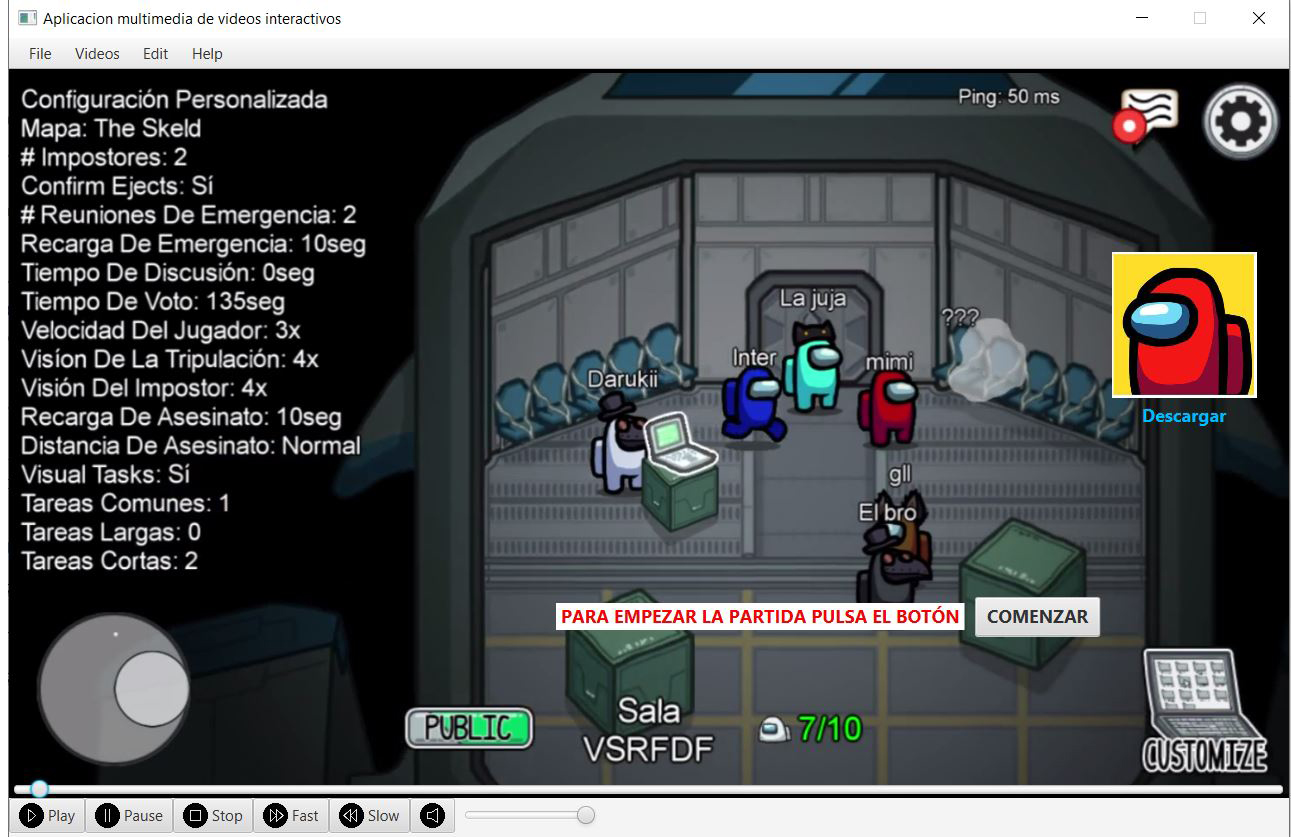 Aplicacion multimedia de videos interactivos
File Videos Edit Help
Configuración Personalizada
Mapa: The Skeld
# Impostores: 2
Confirm Ejects: Sí
# Reuniones De Emergencia: 2
Recarga De Emergencia: 10seg
Tiempo De Discusión: 0seg
Tiempo De Voto: 135seg
Velocidad Del Jugador: 3x
Visíon De La Tripulación: 4x
Visión Del Impostor: 4x
Recarga De Asesinato: 10seg
Distancia De Asesinato: Normal
Visual Tasks: Sí
Tareas Comunes: 1
Tareas Largas: 0
Tareas Cortas: 2
Ping: 50 ms
La juja
???
Inter
mimi
Darukii
gll
El bro
Descargar
PARA EMPEZAR LA PARTIDA PULSA EL BOTÓN
COMENZAR
PUBLIC
Sala
VSRFDF
7/10
CUSTOMIZE
Play Pause Stop Fast Slow